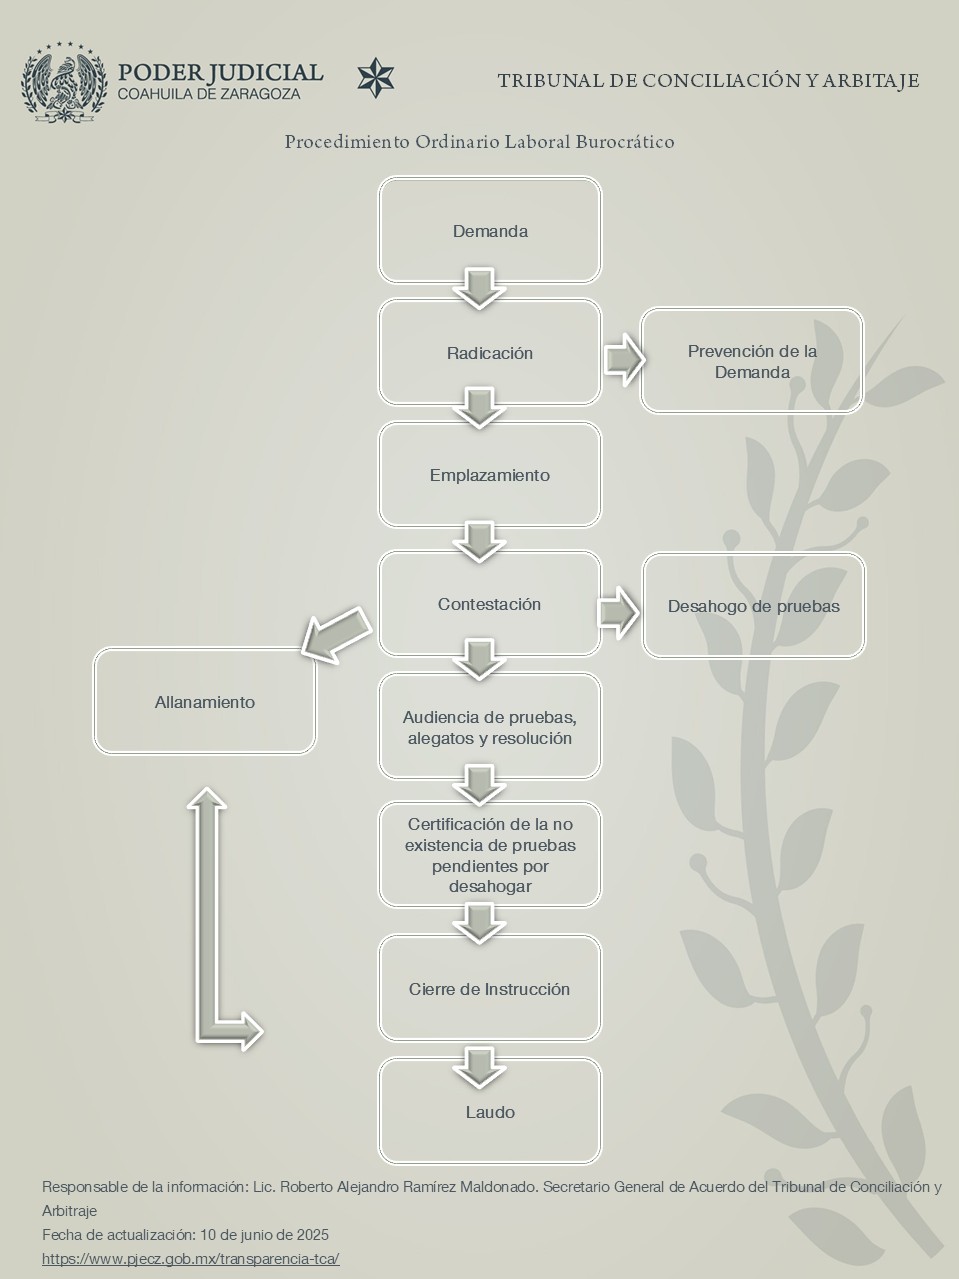 PODER JUDICIAL
COAHUILA DE ZARAGOZA
TRIBUNAL DE CONCILIACIÓN Y ARBITAJE
Procedimiento Ordinario Laboral Burocrático
Demanda
Radicación
Prevención de la
Demanda
Emplazamiento
Contestación
Desahogo de pruebas
Allanamiento
Audiencia de pruebas,
alegatos y resolución
Certificación de la no
existencia de pruebas
pendientes por
desahogar
Cierre de Instrucción
Laudo
Responsable de la información: Lic. Roberto Alejandro Ramírez Maldonado. Secretario General de Acuerdo del Tribunal de Conciliación y
Arbitraje
Fecha de actualización: 10 de junio de 2025
https://www.pjecz.gob.mx/transparencia-tca/